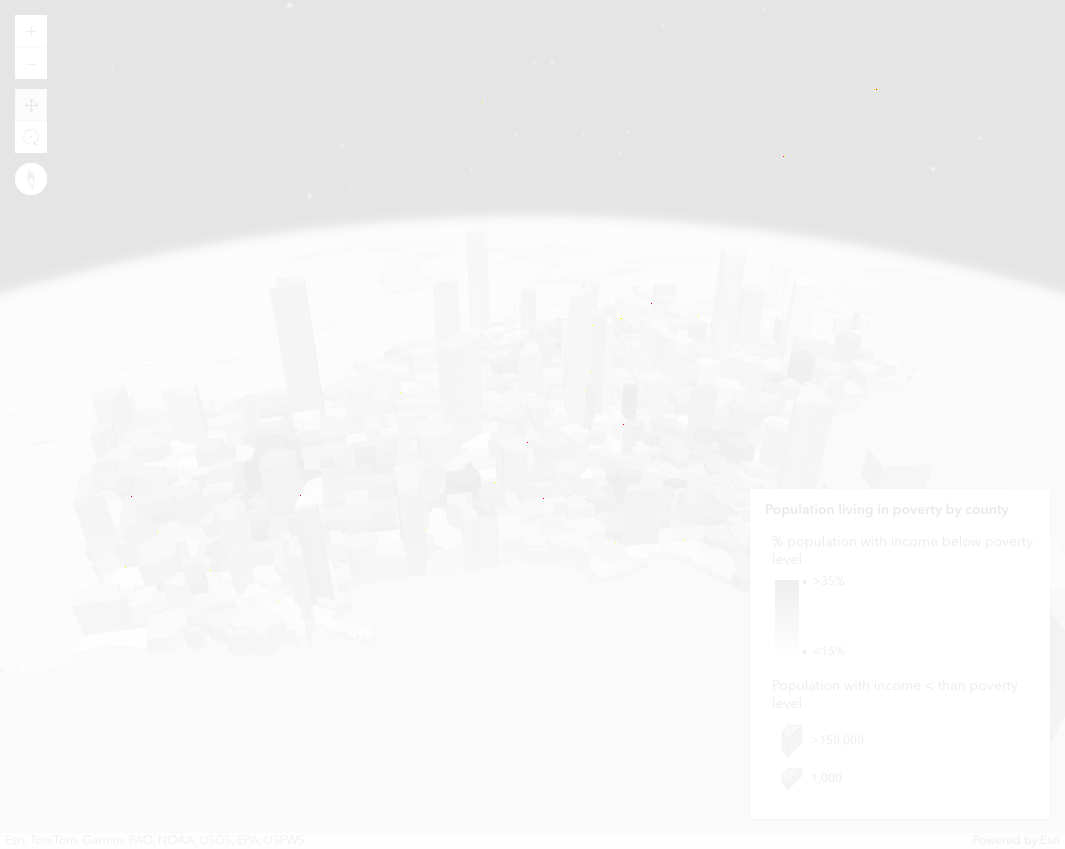 Population living in poverty by county
% population with income below poverty
level
>35%
<15%
Population with income < than poverty
level
>150,000
1,000
Esri, TomTom, Garmin, FAO, NOAA, USGS, EPA, USFWS
Powered by Esri